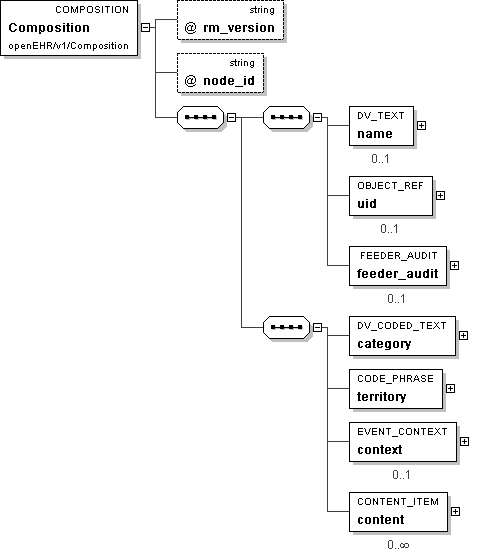 COMPOSITION
Composition
openEHR/v1/Composition
string
@ rm_version
string
@ node_id
DV_TEXT
name
0..1
OBJECT_REF
uid
0..1
FEEDER_AUDIT
feeder_audit
0..1
DV_CODED_TEXT
category
CODE_PHRASE
territory
EVENT_CONTEXT
context
0..1
CONTENT_ITEM
content
0..∞